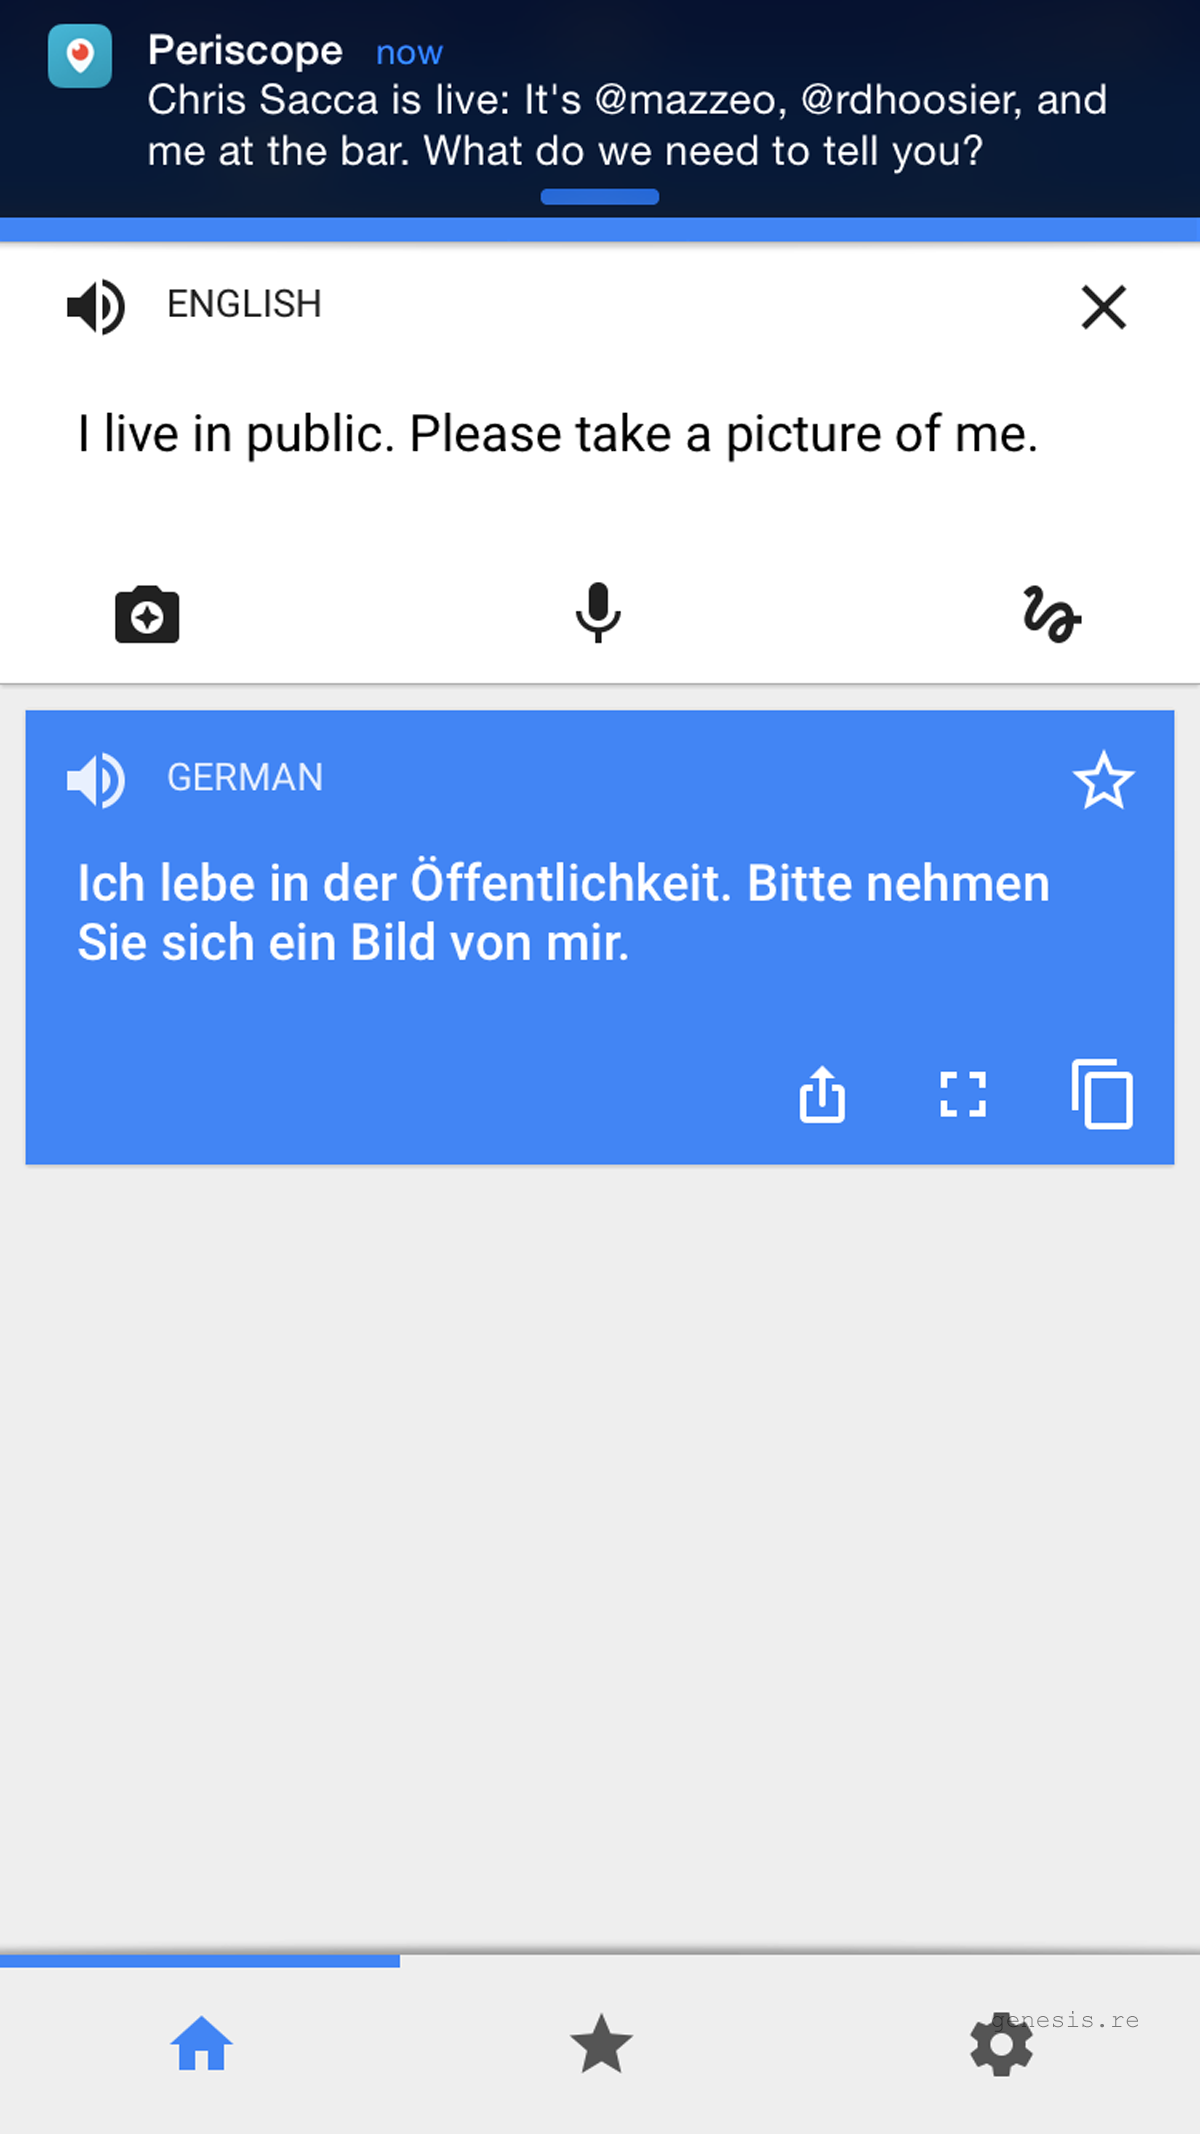 Periscope now
Chris Sacca is live: It's @mazzeo, @rdhoosier, and
me at the bar. What do we need to tell you?
ENGLISH
I live in public. Please take a picture of me.
GERMAN
Ich lebe in der Öffentlichkeit. Bitte nehmen
Sie sich ein Bild von mir.
genesis.re